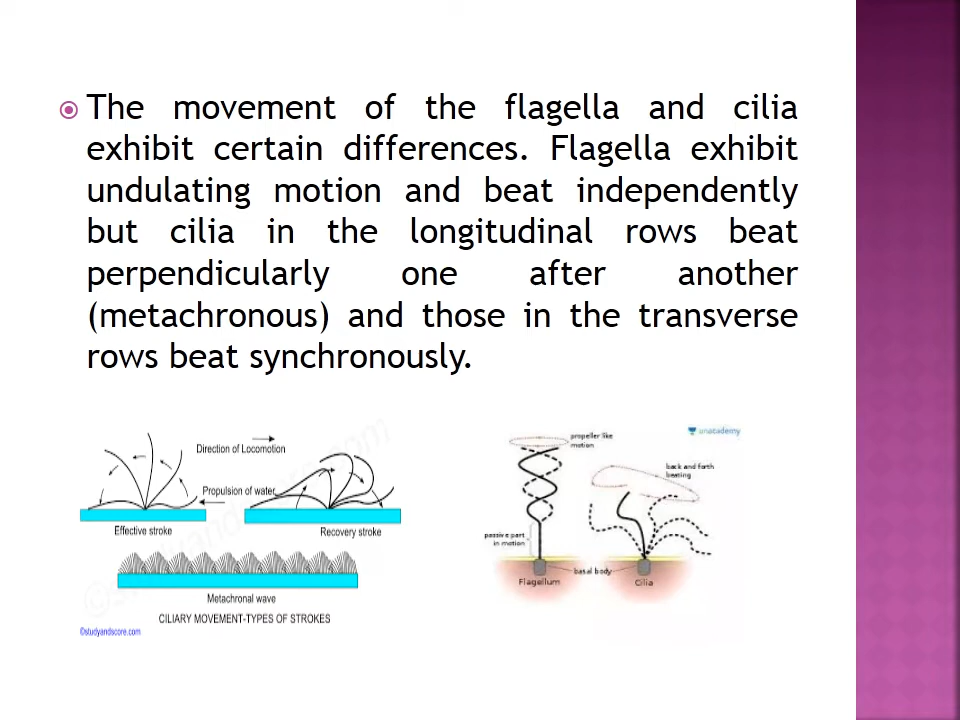 The movement of the flagella and cilia
exhibit certain differences. Flagella exhibit
undulating motion and beat independently
but cilia in the longitudinal rows beat
perpendicularly one after another
(metachronous) and those in the transverse
rows beat synchronously.
Direction of Locomotion
Propulsion of water
Effective stroke
Recovery stroke
Metachronal wave
CILIARY MOVEMENT-TYPES OF STROKES
©studyandscore.com
unacademy
propeller like
motion
back and forth
beating
passive part
in motion
basal body
Flagellum
Cilia